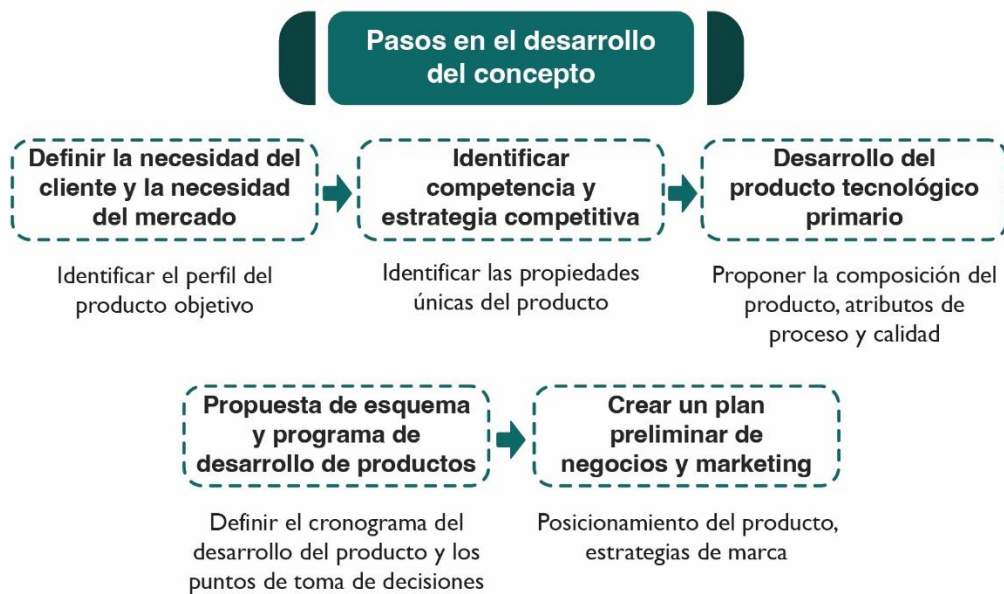 Pasos en el desarrollo
del concepto
Definir la necesidad del
cliente y la necesidad
del mercado
Identificar el perfil del
producto objetivo
Identificar
competencia y
estrategia competitiva
Identificar las propiedades
únicas del producto
Desarrollo del
producto tecnológico
primario
Proponer la composición del
producto, atributos de
proceso y calidad
Propuesta de esquema
y programa de
desarrollo de productos
Definir el cronograma del
desarrollo del producto y los
puntos de toma de decisiones
Crear un plan
preliminar de
negocios y marketing
Posicionamiento del producto,
estrategias de marca